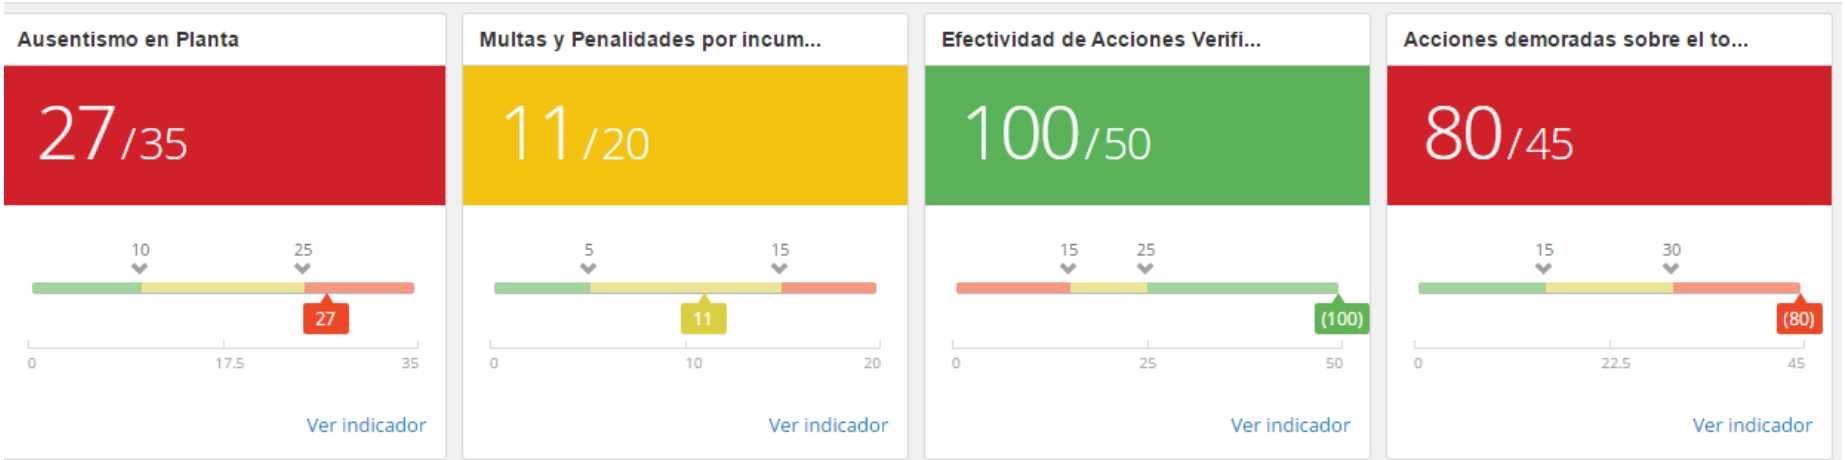 Ausentismo en Planta
27/35
10 25
27
0 17.5 35
Ver indicador
Multas y Penalidades por incum...
11/20
5 15
11
0 10 20
Ver indicador
Efectividad de Acciones Verifi...
100/50
15 25
(100)
0 25 50
Ver indicador
Acciones demoradas sobre el to...
80/45
15 30
(80)
0 22.5 45
Ver indicador